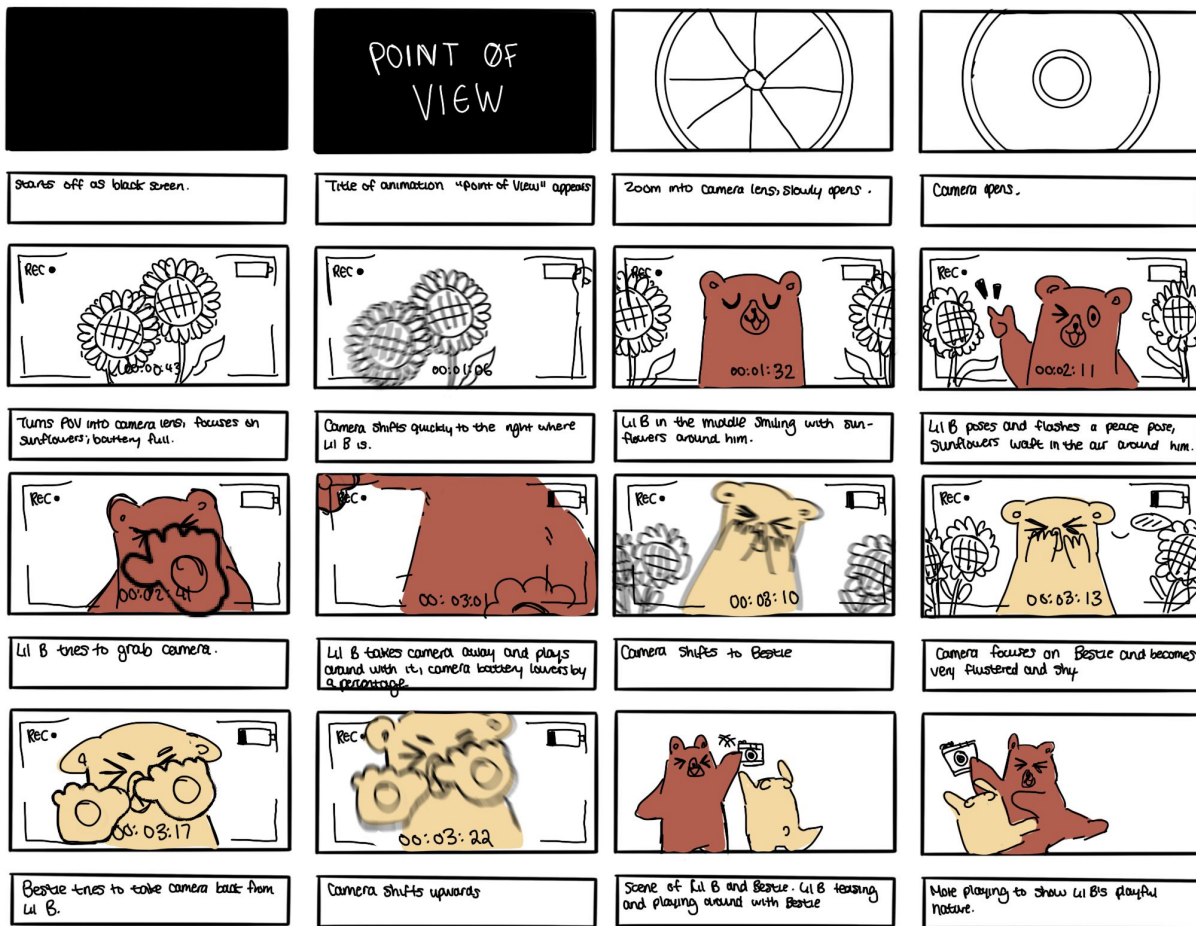 POINT OF
VIEW
Starts off as black screen.
Title of animation "Point of View" appears
Zoom into camera lens, slowly opens.
Camera opens.
REC
00:00:43
REC
00:01:06
REC
00:01:32
REC
00:02:11
Turns POV into camera lens, focuses on
sunflowers; battery full.
Camera shifts quickly to the right where
Lil B is.
Lil B in the middle smiling with sun-
flowers around him.
Lil B poses and flashes a peace pose,
Sunflowers waft in the air around him.
REC
00:02:41
REC
00:03:01
REC
00:03:10
REC
00:03:13
Lil B tries to grab camera.
Lil B takes camera away and plays
around with it, camera battery lowers by
a percentage
Camera shifts to Bestie
Camera focuses on Bestie and becomes
very flustered and shy
REC
00:03:17
REC
00:03:22
Bestie tries to take camera back from
Lil B.
Camera shifts upwards
Scene of Lil B and Bestie. Lil B teasing
and playing around with Bestie
More playing to show Lil B's playful
nature.